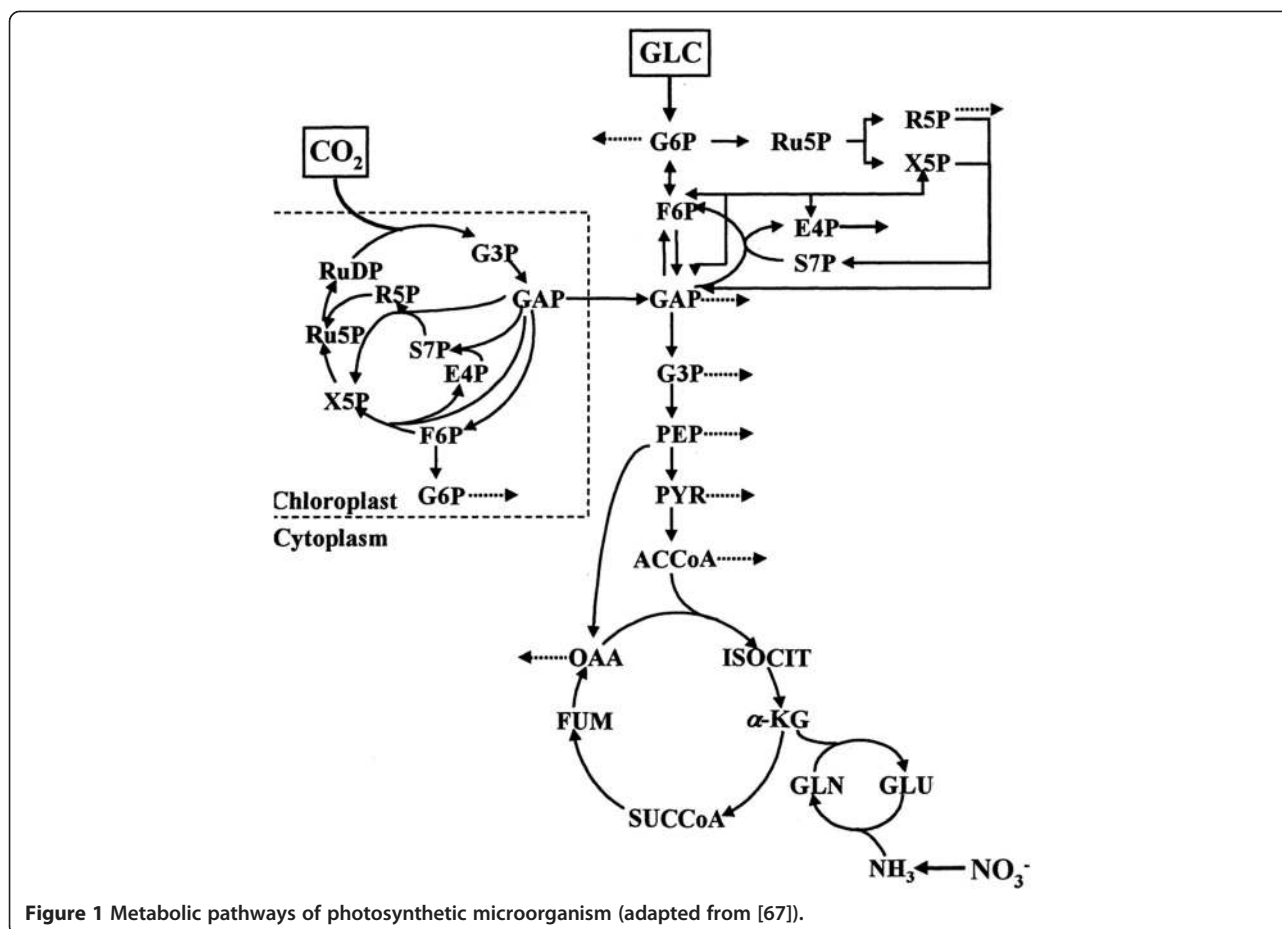 GLC
CO2
G6P
Ru5P
R5P
X5P
F6P
E4P
S7P
G3P
RuDP
R5P
GAP
GAP
Ru5P
S7P
E4P
X5P
F6P
G6P
Chloroplast
Cytoplasm
G3P
PEP
PYR
ACCoA
OAA
ISOCIT
FUM
α-KG
GLN
GLU
SUCCoA
NH3
NO3-
Figure 1 Metabolic pathways of photosynthetic microorganism (adapted from [67]).